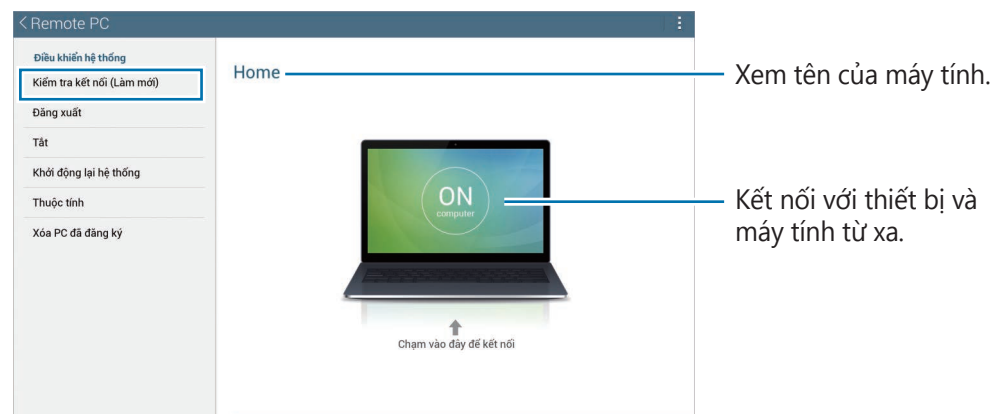 Remote PC
Điều khiển hệ thống
Kiểm tra kết nối (Làm mới)
Đăng xuất
Tắt
Khởi động lại hệ thống
Thuộc tính
Xóa PC đã đăng ký
Home
ON
computer
Chạm vào đây để kết nối
Xem tên của máy tính.
Kết nối với thiết bị và
máy tính từ xa.